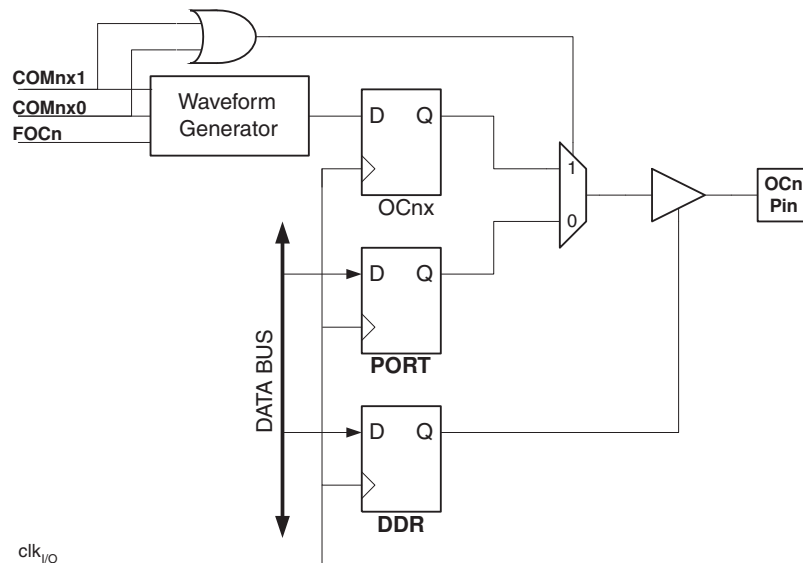 COMnx1
COMnx0
FOCn
Waveform
Generator
D Q
OCnx
1
0
OCn
Pin
DATA BUS
D Q
PORT
D Q
DDR
clkI/O